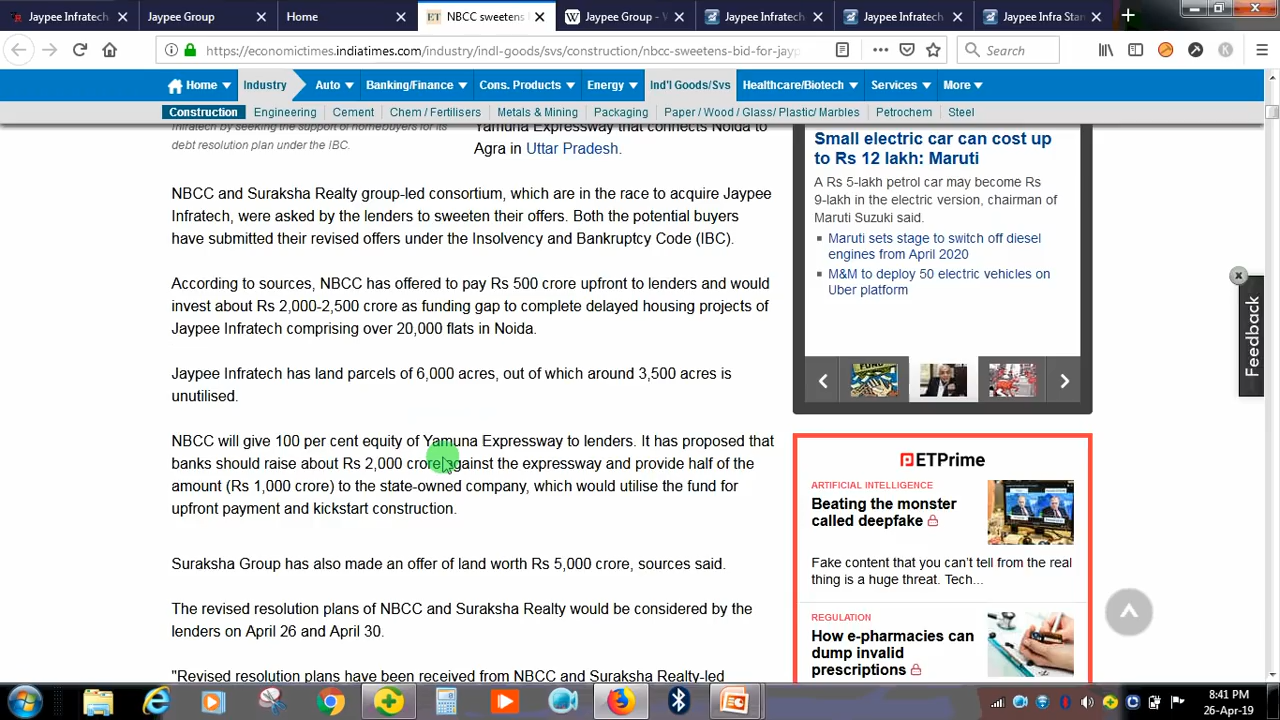 Jaypee Infratech
Jaypee Group
Home
ET NBCC sweetens
W Jaypee Group - W
Jaypee Infratech
Jaypee Infratech
Jaypee Infra Stan
https://economictimes.indiatimes.com/industry/indl-goods/svs/construction/nbcc-sweetens-bid-for-jayp
Search
Home Industry Auto Banking/Finance Cons. Products Energy Ind'l Goods/Svs Healthcare/Biotech Services More
Construction Engineering Cement Chem / Fertilisers Metals & Mining Packaging Paper / Wood / Glass/ Plastic/ Marbles Petrochem Steel
Infratech by seeking the support of homebuyers for its
debt resolution plan under the IBC.
Yamuna Expressway that connects Noida to
Agra in Uttar Pradesh.
NBCC and Suraksha Realty group-led consortium, which are in the race to acquire Jaypee
Infratech, were asked by the lenders to sweeten their offers. Both the potential buyers
have submitted their revised offers under the Insolvency and Bankruptcy Code (IBC).
According to sources, NBCC has offered to pay Rs 500 crore upfront to lenders and would
invest about Rs 2,000-2,500 crore as funding gap to complete delayed housing projects of
Jaypee Infratech comprising over 20,000 flats in Noida.
Jaypee Infratech has land parcels of 6,000 acres, out of which around 3,500 acres is
unutilised.
NBCC will give 100 per cent equity of Yamuna Expressway to lenders. It has proposed that
banks should raise about Rs 2,000 crore against the expressway and provide half of the
amount (Rs 1,000 crore) to the state-owned company, which would utilise the fund for
upfront payment and kickstart construction.
Suraksha Group has also made an offer of land worth Rs 5,000 crore, sources said.
The revised resolution plans of NBCC and Suraksha Realty would be considered by the
lenders on April 26 and April 30.
"Revised resolution plans have been received from NBCC and Suraksha Realty-led
Small electric car can cost up
to Rs 12 lakh: Maruti
A Rs 5-lakh petrol car may become Rs
9-lakh in the electric version, chairman of
Maruti Suzuki said.
Maruti sets stage to switch off diesel
engines from April 2020
M&M to deploy 50 electric vehicles on
Uber platform
Feedback
ETPrime
ARTIFICIAL INTELLIGENCE
Beating the monster
called deepfake
Fake content that you can't tell from the real
thing is a huge threat. Tech...
REGULATION
How e-pharmacies can
dump invalid
prescriptions
8:41 PM
26-Apr-19